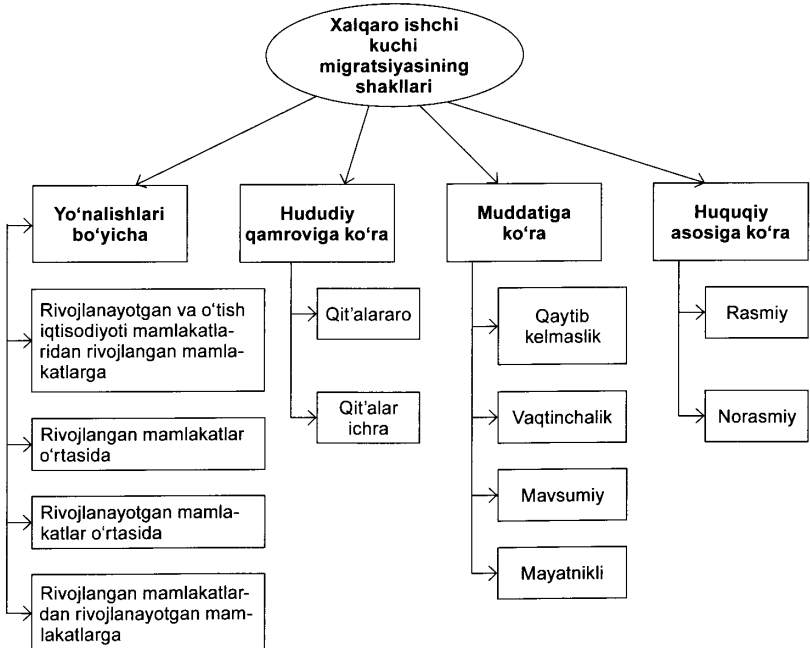 Xalqaro ishchi
kuchi
migratsiyasining
shakllari
Yo‘nalishlari
bo‘yicha
Rivojlanayotgan va o‘tish
iqtisodiyoti mamlakatla-
ridan rivojlangan mamla-
katlarga
Rivojlangan mamlakatlar
o‘rtasida
Rivojlanayotgan mamla-
katlar o‘rtasida
Rivojlangan mamlakatlar-
dan rivojlanayotgan mam-
lakatlarga
Hududiy
qamroviga ko‘ra
Qit’alararo
Qit’alar
ichra
Muddatiga
ko‘ra
Qaytib
kelmaslik
Vaqtinchalik
Mavsumiy
Mayatnikli
Huquqiy
asosiga ko‘ra
Rasmiy
Norasmiy